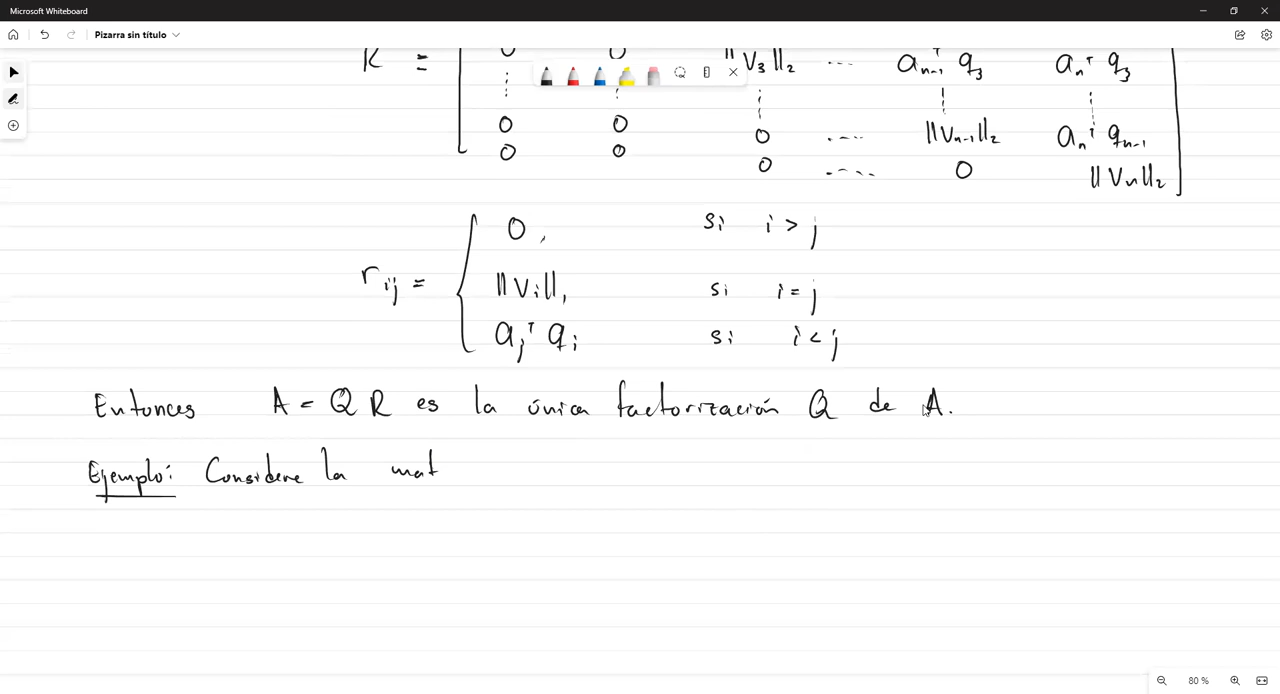 Microsoft Whiteboard
Pizarra sin título
R = 0 0 ||V₃||₂ ... aₙ₋₁ᵀ q₃ aₙᵀ q₃
0 0 0 .... ||Vₙ₋₁||₂ aₙᵀ qₙ₋₁
0 0 0 ..... 0 ||Vₙ||₂
rᵢⱼ = { 0, si i > j
||Vᵢ||, si i = j
aⱼᵀ qᵢ si i < j
Entonces A = Q R es la única factorización Q de A.
Ejemplo: Considere la mat
80 %